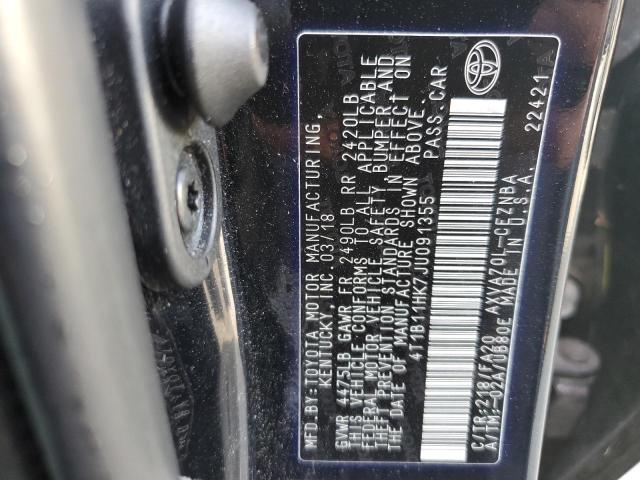 MFD.BY:TOYOTA MOTOR MANUFACTURING,
KENTUCKY, INC. 03/18
GVWR 4475LB GAWR FR 2490LB RR 2420LB
THIS VEHICLE CONFORMS TO ALL APPLICABLE
FEDERAL MOTOR VEHICLE SAFETY, BUMPER, AND
THEFT PREVENTION STANDARDS IN EFFECT ON
THE DATE OF MANUFACTURE SHOWN ABOVE.
4T1B11HK7JU091355 PASS.CAR
C/TR:218/FA20 AXVA70L-CEZNBA
A/TM:-02A/UB80E MADE IN U.S.A.
22421